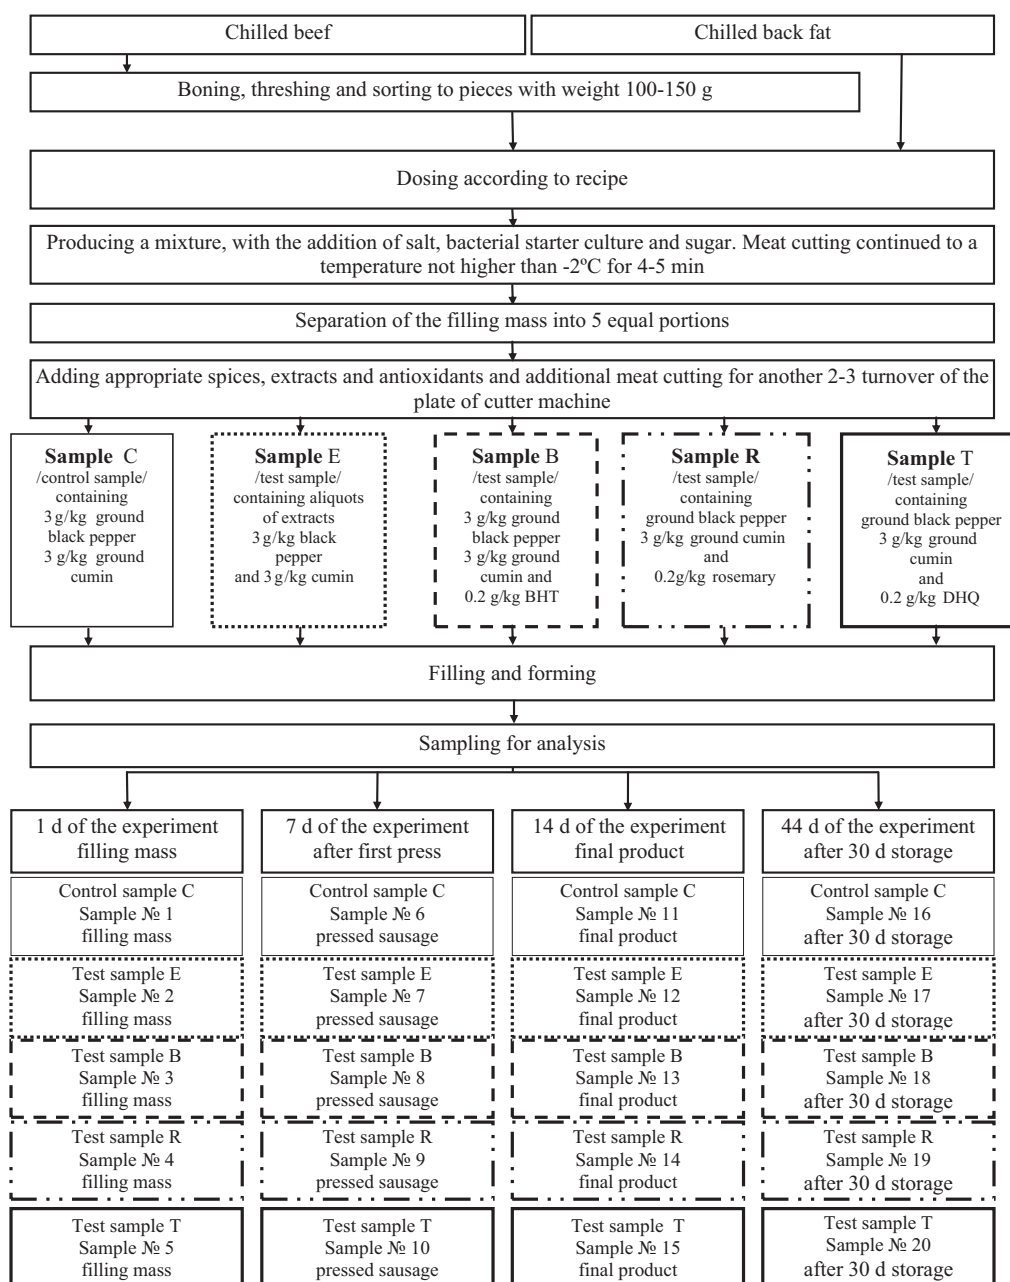 Chilled beef
Chilled back fat
Boning, threshing and sorting to pieces with weight 100-150 g
Dosing according to recipe
Producing a mixture, with the addition of salt, bacterial starter culture and sugar. Meat cutting continued to a
temperature not higher than -2ºC for 4-5 min
Separation of the filling mass into 5 equal portions
Adding appropriate spices, extracts and antioxidants and additional meat cutting for another 2-3 turnover of the
plate of cutter machine
Sample C
/control sample/
containing
3 g/kg ground
black pepper
3 g/kg ground
cumin
Sample E
/test sample/
containing aliquots
of extracts
3 g/kg black
pepper
and 3 g/kg cumin
Sample B
/test sample/
containing
3 g/kg ground
black pepper
3 g/kg ground
cumin and
0.2 g/kg BHT
Sample R
/test sample/
containing
ground black pepper
3 g/kg ground cumin
and
0.2g/kg rosemary
Sample T
/test sample/
containing
ground black pepper
3 g/kg ground
cumin
and
0.2 g/kg DHQ
Filling and forming
Sampling for analysis
1 d of the experiment
filling mass
7 d of the experiment
after first press
14 d of the experiment
final product
44 d of the experiment
after 30 d storage
Control sample C
Sample № 1
filling mass
Control sample C
Sample № 6
pressed sausage
Control sample C
Sample № 11
final product
Control sample C
Sample № 16
after 30 d storage
Test sample E
Sample № 2
filling mass
Test sample E
Sample № 7
pressed sausage
Test sample E
Sample № 12
final product
Test sample E
Sample № 17
after 30 d storage
Test sample B
Sample № 3
filling mass
Test sample B
Sample № 8
pressed sausage
Test sample B
Sample № 13
final product
Test sample B
Sample № 18
after 30 d storage
Test sample R
Sample № 4
filling mass
Test sample R
Sample № 9
pressed sausage
Test sample R
Sample № 14
final product
Test sample R
Sample № 19
after 30 d storage
Test sample T
Sample № 5
filling mass
Test sample T
Sample № 10
pressed sausage
Test sample T
Sample № 15
final product
Test sample T
Sample № 20
after 30 d storage